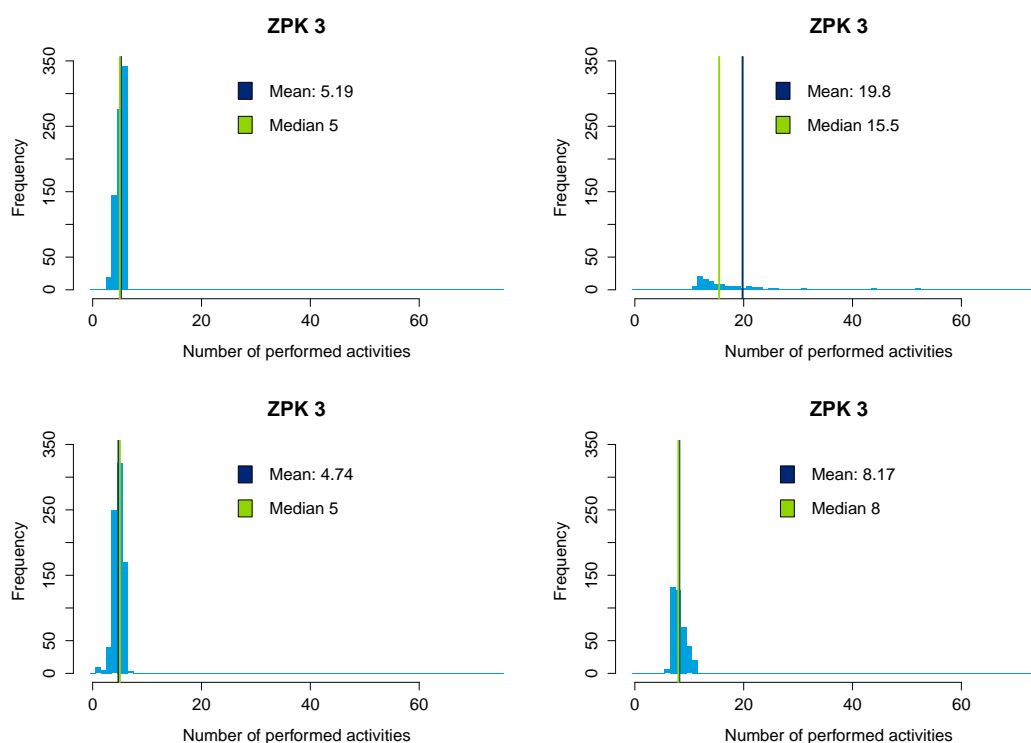 ZPK 3
Mean: 5.19
Median 5
Frequency
350
250
150
50
0
0 20 40 60
Number of performed activities
ZPK 3
Mean: 19.8
Median 15.5
Frequency
350
250
150
50
0
0 20 40 60
Number of performed activities
ZPK 3
Mean: 4.74
Median 5
Frequency
350
250
150
50
0
0 20 40 60
Number of performed activities
ZPK 3
Mean: 8.17
Median 8
Frequency
350
250
150
50
0
0 20 40 60
Number of performed activities